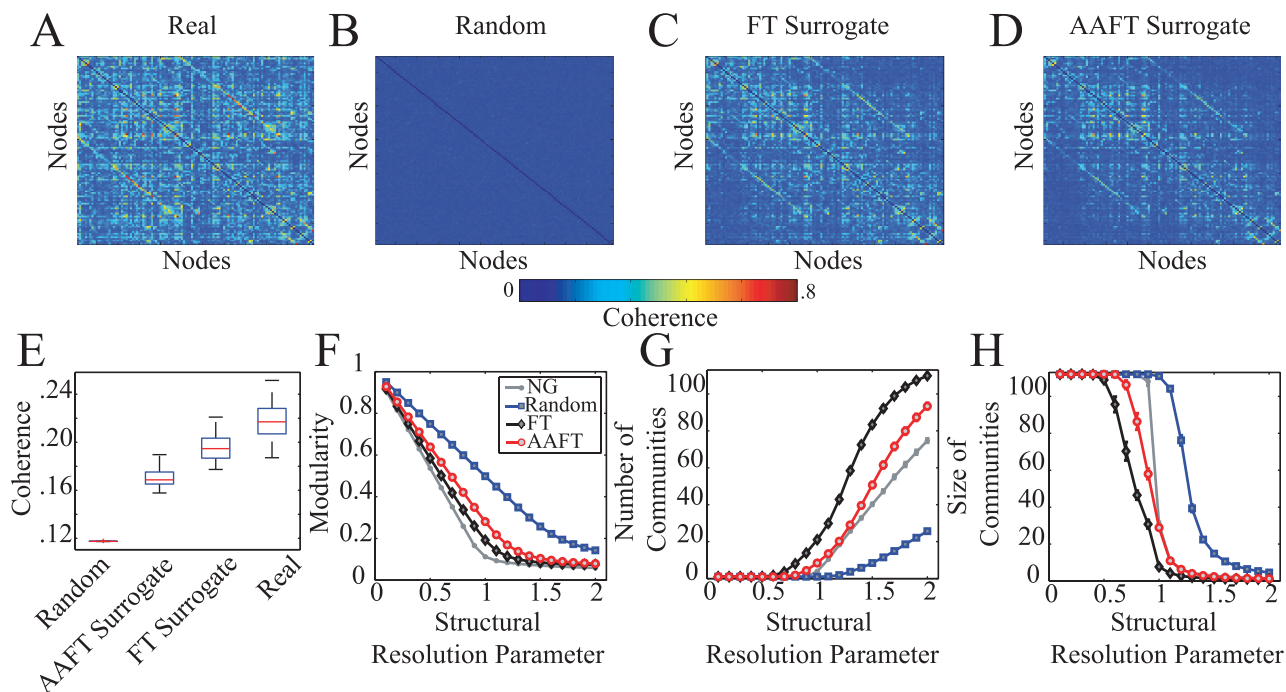 A Real
B Random
C FT Surrogate
D AAFT Surrogate
Nodes
Nodes
Nodes
Nodes
Nodes
Nodes
Nodes
Nodes
0 .8
Coherence
E
Coherence
.24
.20
.16
.12
Random
AAFT Surrogate
FT Surrogate
Real
F
Modularity
1
0.8
0.6
0.4
0.2
0
NG
Random
FT
AAFT
0 0.5 1 1.5 2
Structural
Resolution Parameter
G
Number of
Communities
100
80
60
40
20
0
0 0.5 1 1.5 2
Structural
Resolution Parameter
H
Size of
Communities
100
80
60
40
20
0
0 0.5 1 1.5 2
Structural
Resolution Parameter